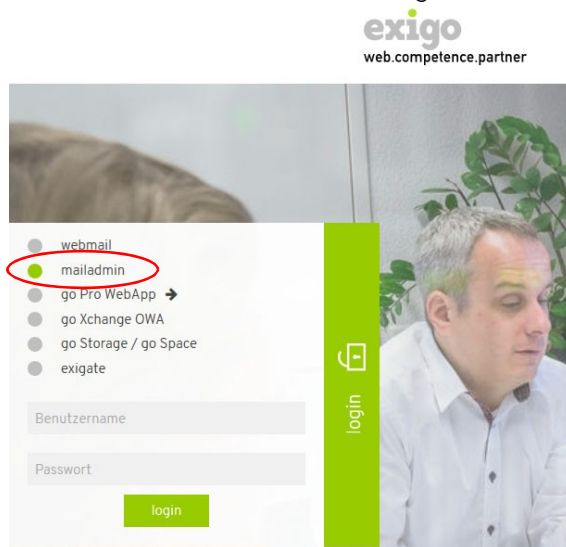 exigo
web.competence.partner
webmail
mailadmin
go Pro WebApp
go Xchange OWA
go Storage / go Space
exigate
Benutzername
Passwort
login
login